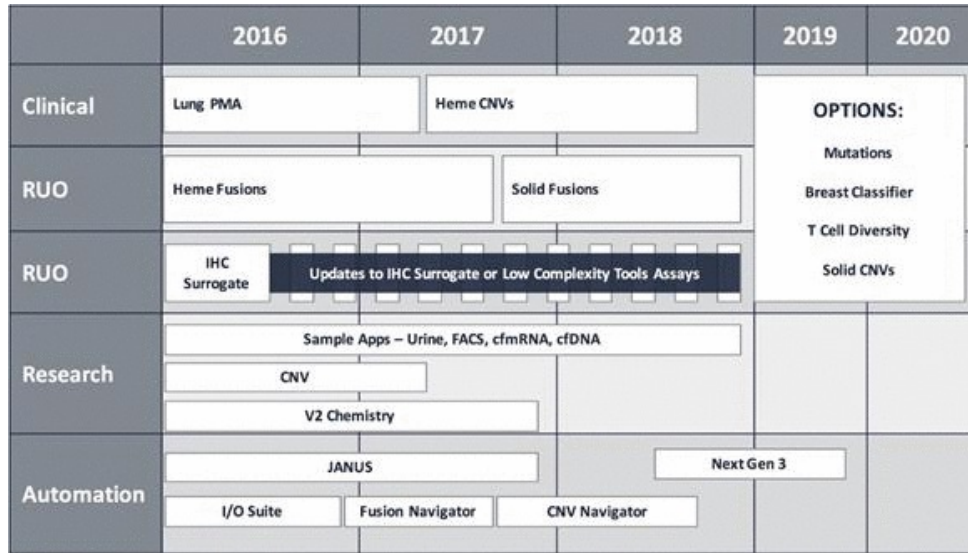 2016 2017 2018 2019 2020
Clinical
Lung PMA
Heme CNVs
OPTIONS:
Mutations
Breast Classifier
T Cell Diversity
Solid CNVs
RUO
Heme Fusions
Solid Fusions
RUO
IHC
Surrogate
Updates to IHC Surrogate or Low Complexity Tools Assays
Research
Sample Apps – Urine, FACS, cfmRNA, cfDNA
CNV
V2 Chemistry
Automation
JANUS
Next Gen 3
I/O Suite
Fusion Navigator
CNV Navigator